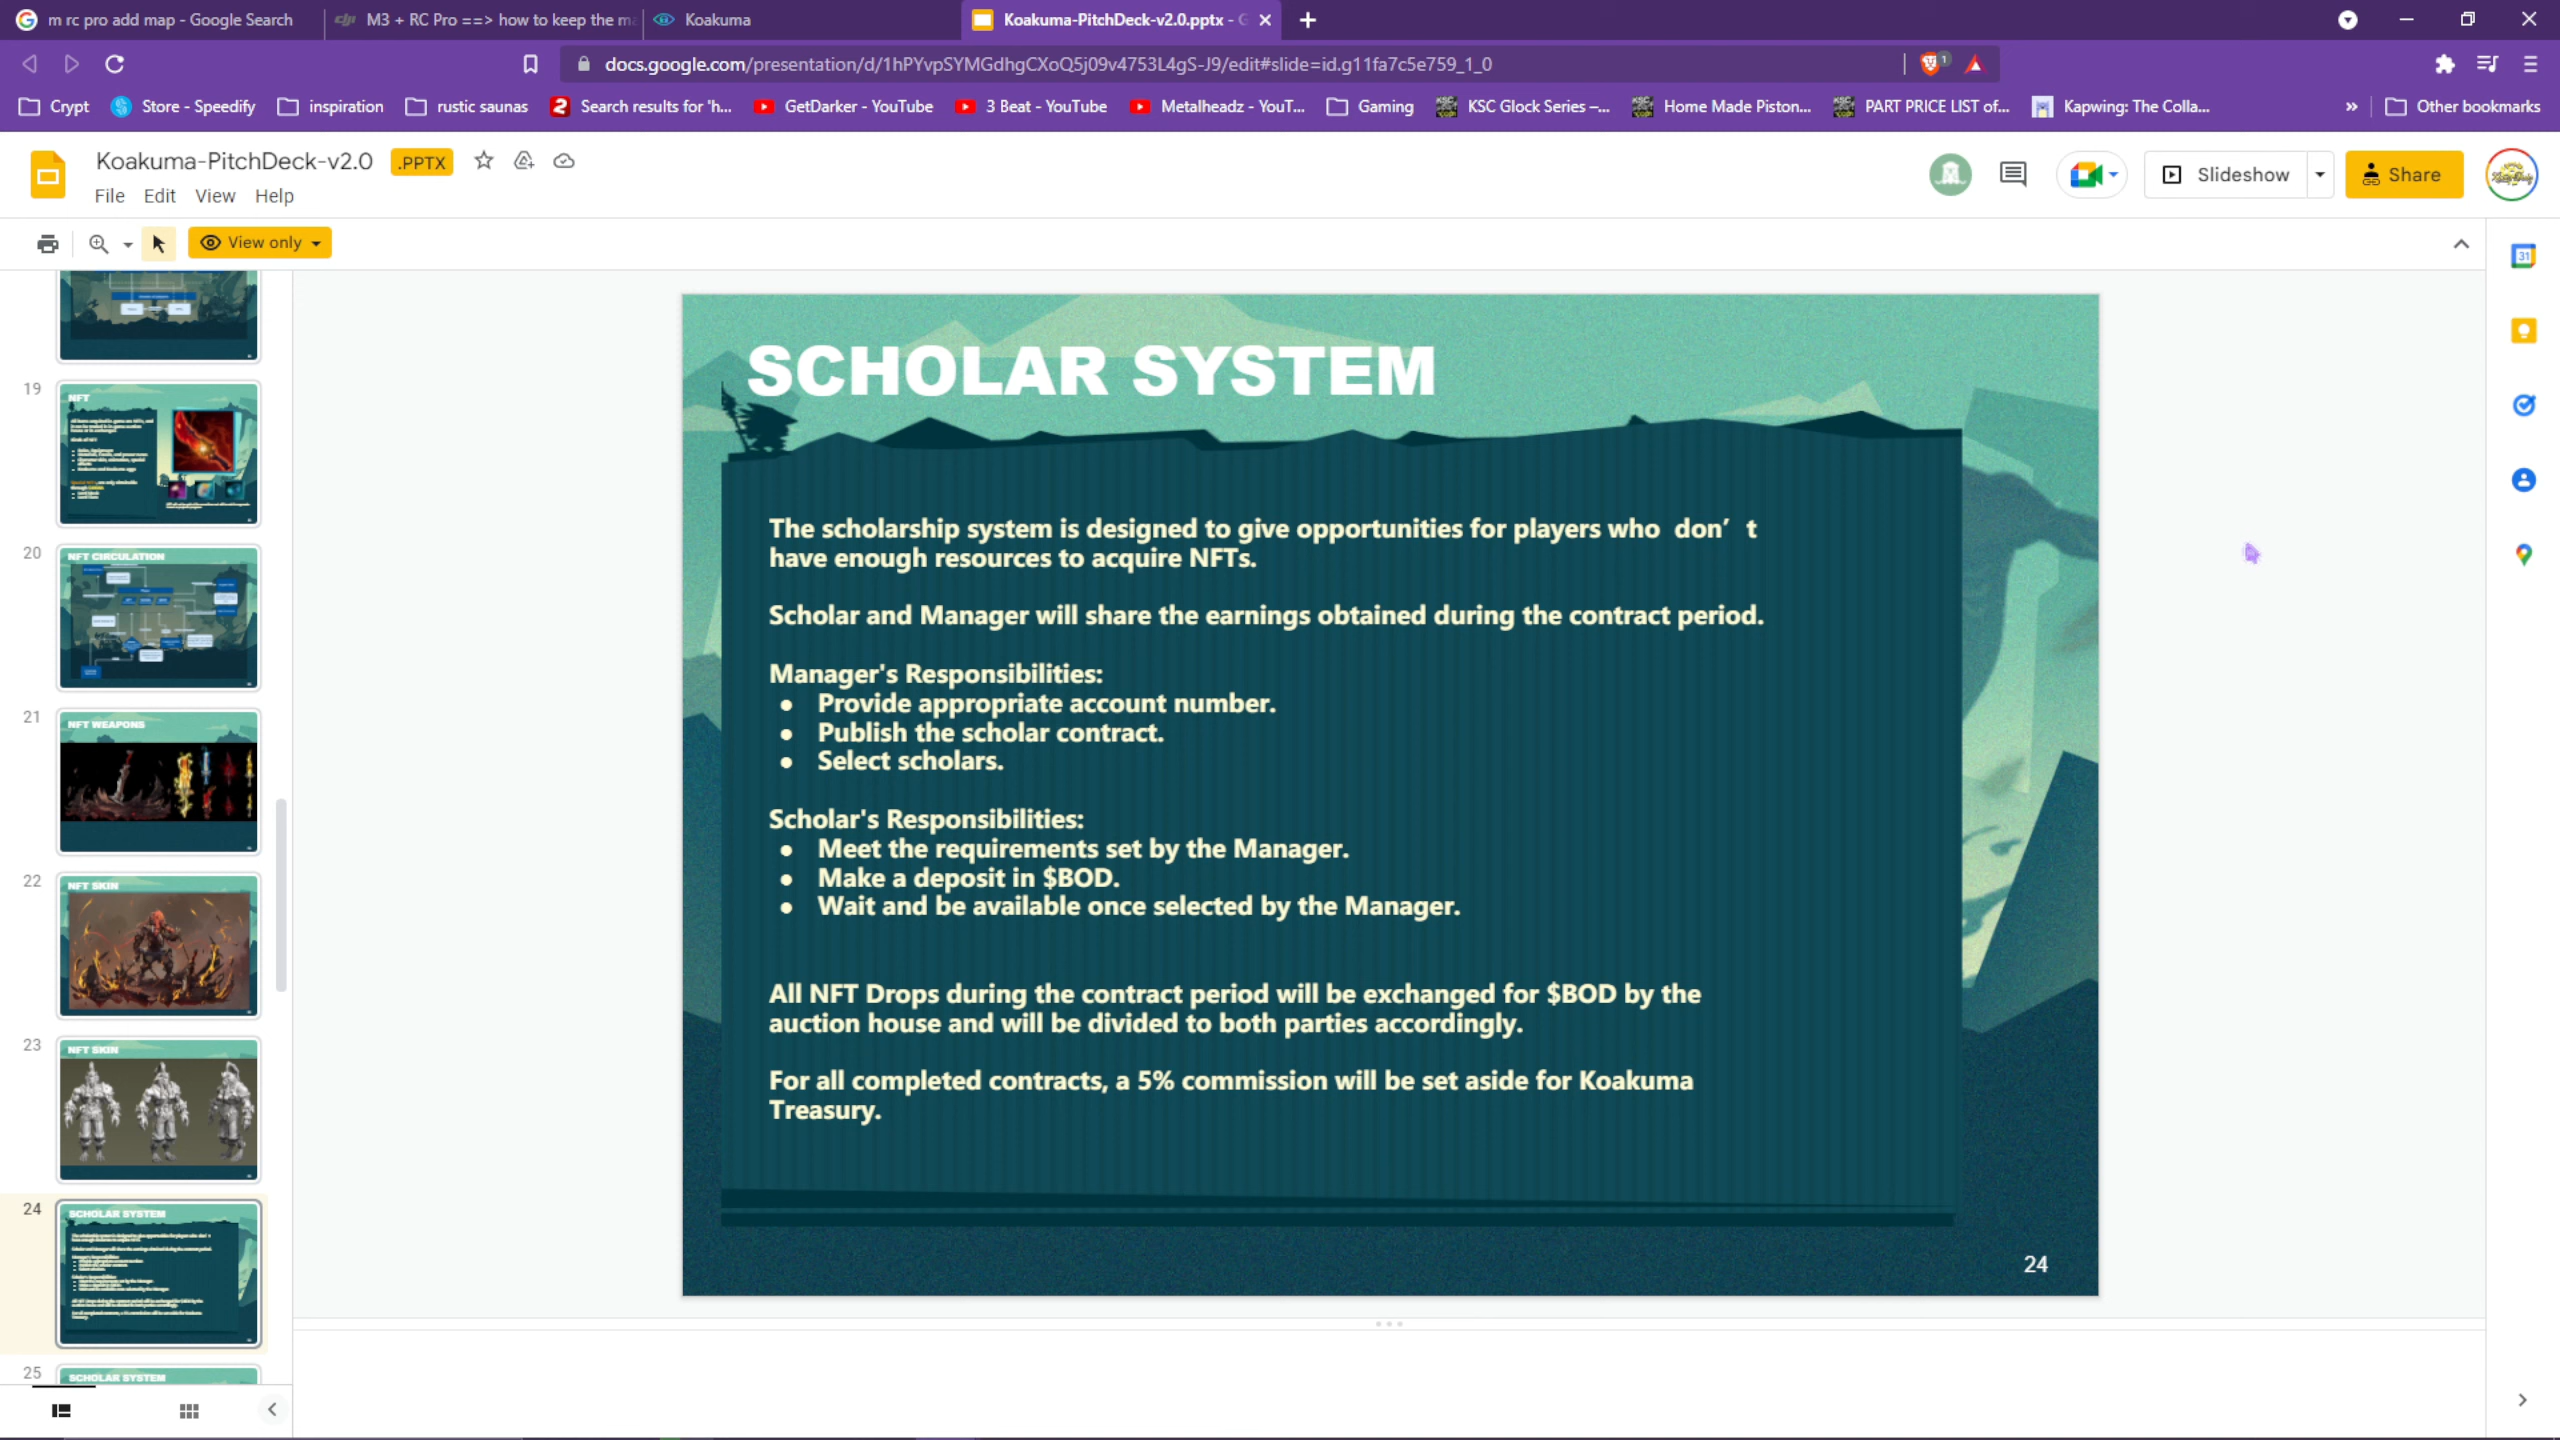 m rc pro add map - Google Search
M3 + RC Pro ==> how to keep the m
Koakuma
Koakuma-PitchDeck-v2.0.pptx - G
docs.google.com/presentation/d/1hPYvpSYMGdhgCXoQ5j09v4753L4gS-J9/edit#slide=id.g11fa7c5e759_1_0
1
Crypt
Store - Speedify
inspiration
rustic saunas
Search results for 'h...
GetDarker - YouTube
3 Beat - YouTube
Metalheadz - YouT...
Gaming
KSC Glock Series –...
Home Made Piston...
PART PRICE LIST of...
Kapwing: The Colla...
Other bookmarks
Koakuma-PitchDeck-v2.0
.PPTX
File
Edit
View
Help
Slideshow
Share
View only
31
19
NFT
20
NFT CIRCULATION
21
NFT WEAPONS
22
NFT SKIN
23
NFT SKIN
24
SCHOLAR SYSTEM
25
SCHOLAR SYSTEM
SCHOLAR SYSTEM
The scholarship system is designed to give opportunities for players who don’ t
have enough resources to acquire NFTs.
Scholar and Manager will share the earnings obtained during the contract period.
Manager's Responsibilities:
● Provide appropriate account number.
● Publish the scholar contract.
● Select scholars.
Scholar's Responsibilities:
● Meet the requirements set by the Manager.
● Make a deposit in $BOD.
● Wait and be available once selected by the Manager.
All NFT Drops during the contract period will be exchanged for $BOD by the
auction house and will be divided to both parties accordingly.
For all completed contracts, a 5% commission will be set aside for Koakuma
Treasury.
24